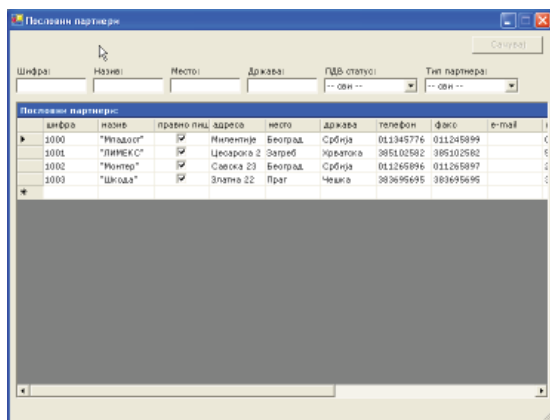 Пословни партнери
Сачувај
Шифра: Назив: Место: Држава: ПДВ статус: Тип партнера:
-- сви -- -- сви --
Пословни партнери:
шифра назив правно лиц адреса место држава телефон факс e-mail
1000 "Младост" Милентије Београд Србија 011345776 011245899
1001 "ЛИМЕКС" Цесарска 2 Загреб Хрватска 385102582 385102582
1002 "Монтер" Савска 23 Београд Србија 011265896 011265897
1003 "Шкода" Златна 22 Праг Чешка 383695695 383695695